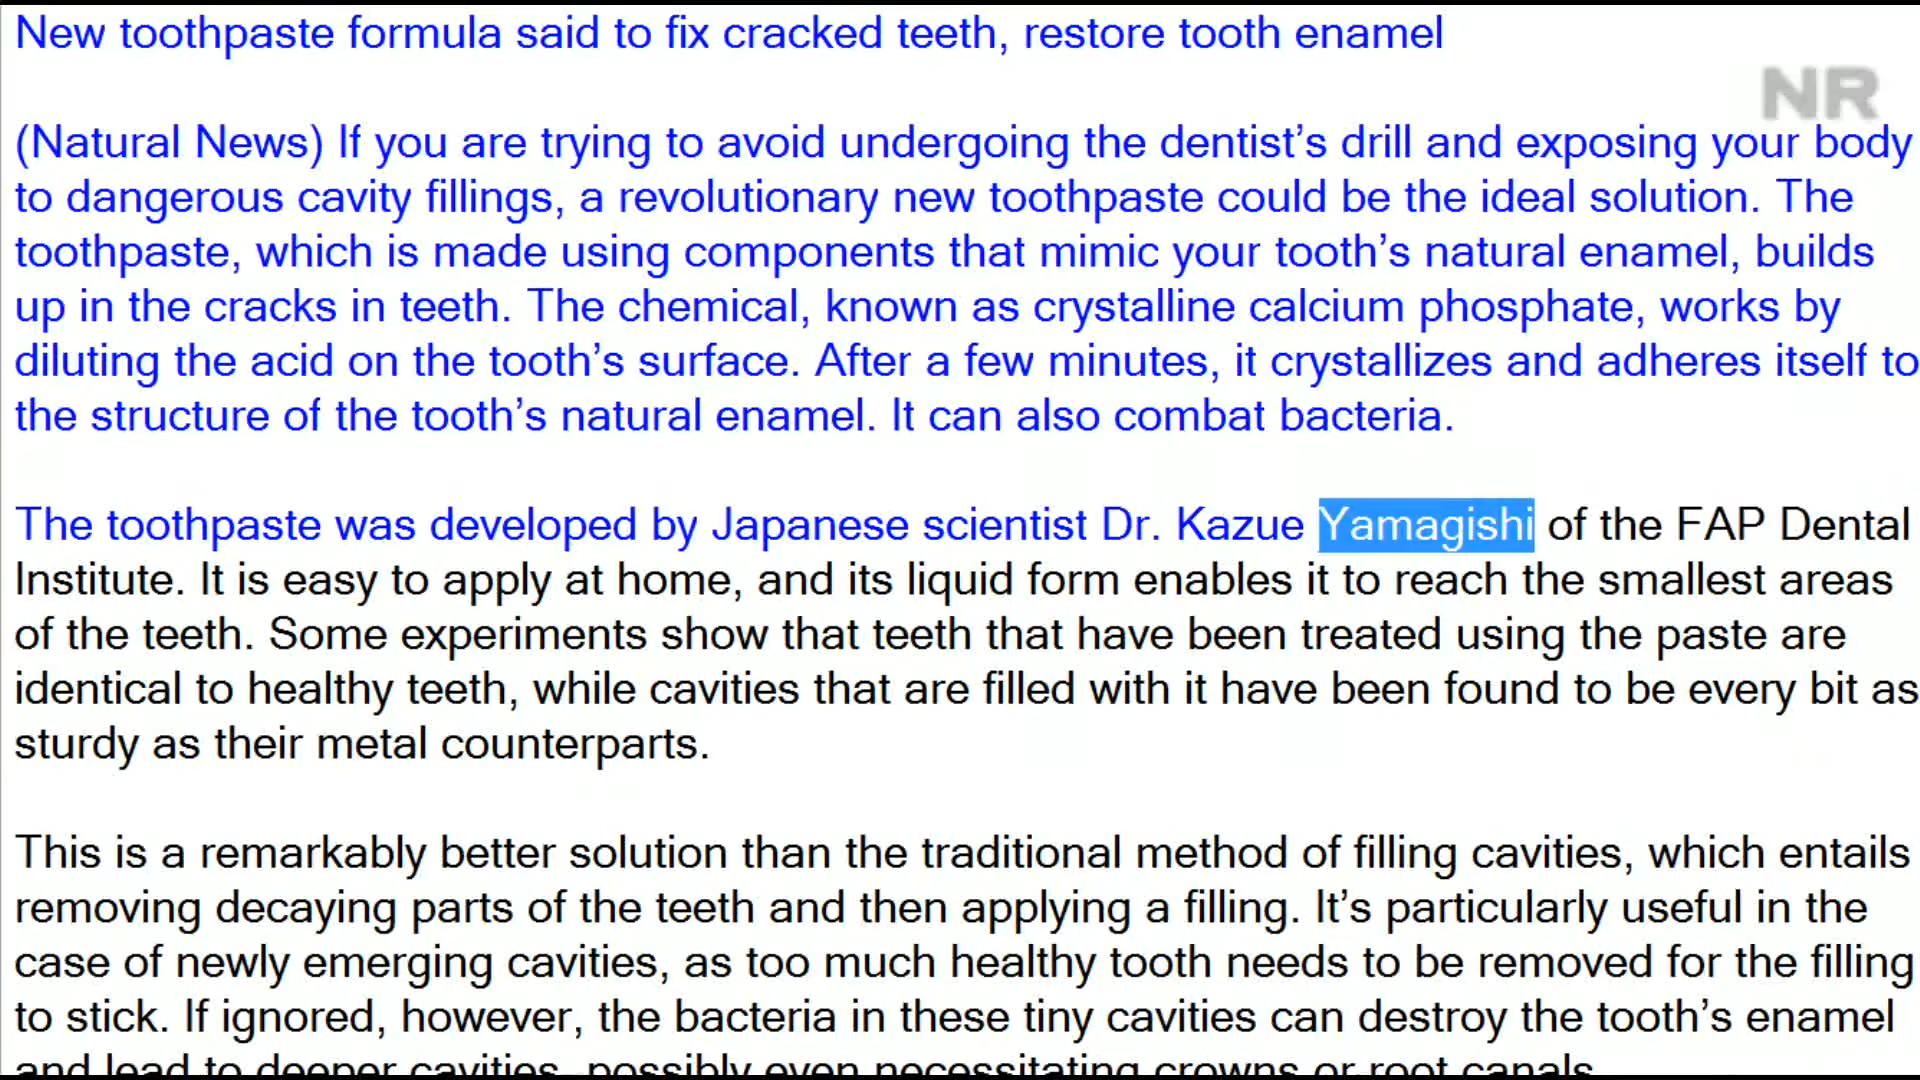 New toothpaste formula said to fix cracked teeth, restore tooth enamel
NR
(Natural News) If you are trying to avoid undergoing the dentist’s drill and exposing your body
to dangerous cavity fillings, a revolutionary new toothpaste could be the ideal solution. The
toothpaste, which is made using components that mimic your tooth’s natural enamel, builds
up in the cracks in teeth. The chemical, known as crystalline calcium phosphate, works by
diluting the acid on the tooth’s surface. After a few minutes, it crystallizes and adheres itself to
the structure of the tooth’s natural enamel. It can also combat bacteria.
The toothpaste was developed by Japanese scientist Dr. Kazue Yamagishi of the FAP Dental
Institute. It is easy to apply at home, and its liquid form enables it to reach the smallest areas
of the teeth. Some experiments show that teeth that have been treated using the paste are
identical to healthy teeth, while cavities that are filled with it have been found to be every bit as
sturdy as their metal counterparts.
This is a remarkably better solution than the traditional method of filling cavities, which entails
removing decaying parts of the teeth and then applying a filling. It’s particularly useful in the
case of newly emerging cavities, as too much healthy tooth needs to be removed for the filling
to stick. If ignored, however, the bacteria in these tiny cavities can destroy the tooth’s enamel
and lead to deeper cavities, possibly even necessitating crowns or root canals.